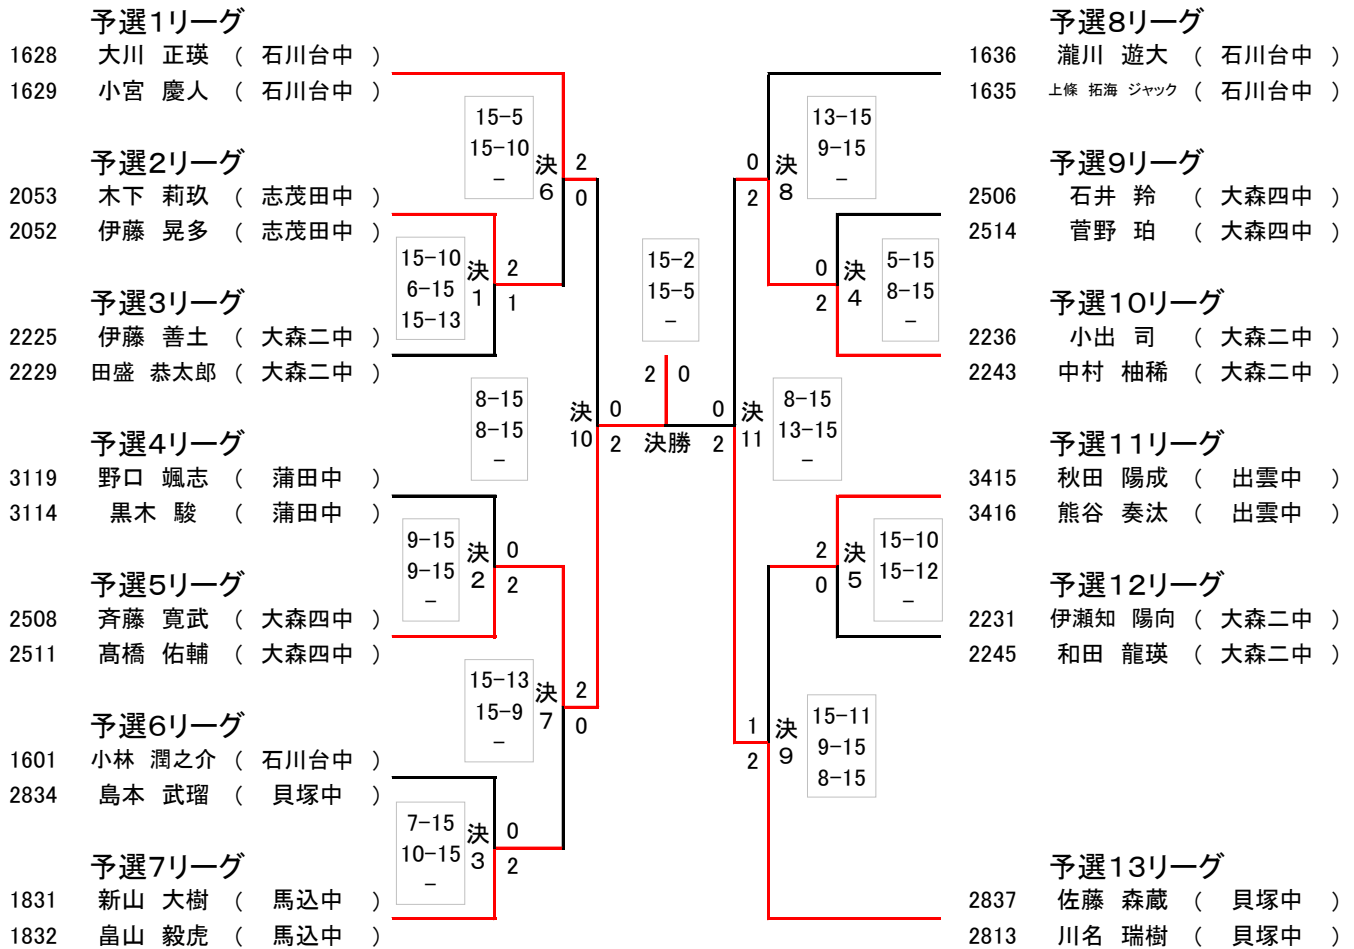 予選1リーグ
1628 大川 正瑛 ( 石川台中 )
1629 小宮 慶人 ( 石川台中 )
予選2リーグ
2053 木下 莉玖 ( 志茂田中 )
2052 伊藤 晃多 ( 志茂田中 )
予選3リーグ
2225 伊藤 善土 ( 大森二中 )
2229 田盛 恭太郎 ( 大森二中 )
予選4リーグ
3119 野口 颯志 ( 蒲田中 )
3114 黒木 駿 ( 蒲田中 )
予選5リーグ
2508 斉藤 寛武 ( 大森四中 )
2511 髙橋 佑輔 ( 大森四中 )
予選6リーグ
1601 小林 潤之介 ( 石川台中 )
2834 島本 武瑠 ( 貝塚中 )
予選7リーグ
1831 新山 大樹 ( 馬込中 )
1832 畠山 毅虎 ( 馬込中 )
15-5
15-10
-
決
6
2
0
15-10
6-15
15-13
決
1
2
1
8-15
8-15
-
決
10
0
2
9-15
9-15
-
決
2
0
2
15-13
15-9
-
決
7
2
0
7-15
10-15
-
決
3
0
2
15-2
15-5
-
2 0
決勝
0
2
決
8
13-15
9-15
-
0
2
決
4
5-15
8-15
-
0
2
決
11
8-15
13-15
-
2
0
決
5
15-10
15-12
-
1
2
決
9
15-11
9-15
8-15
予選8リーグ
1636 瀧川 遊大 ( 石川台中 )
1635 上條 拓海 ジャック ( 石川台中 )
予選9リーグ
2506 石井 羚 ( 大森四中 )
2514 菅野 珀 ( 大森四中 )
予選10リーグ
2236 小出 司 ( 大森二中 )
2243 中村 柚稀 ( 大森二中 )
予選11リーグ
3415 秋田 陽成 ( 出雲中 )
3416 熊谷 奏汰 ( 出雲中 )
予選12リーグ
2231 伊瀬知 陽向 ( 大森二中 )
2245 和田 龍瑛 ( 大森二中 )
予選13リーグ
2837 佐藤 森蔵 ( 貝塚中 )
2813 川名 瑞樹 ( 貝塚中 )